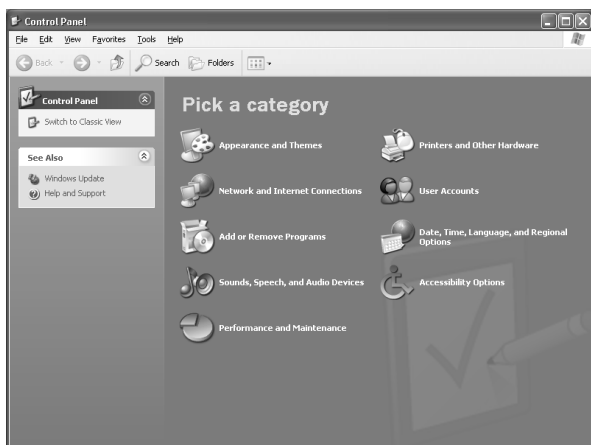 Control Panel
File Edit View Favorites Tools Help
Back Search Folders
Control Panel
Switch to Classic View
See Also
Windows Update
Help and Support
Pick a category
Appearance and Themes
Printers and Other Hardware
Network and Internet Connections
User Accounts
Add or Remove Programs
Date, Time, Language, and Regional
Options
Sounds, Speech, and Audio Devices
Accessibility Options
Performance and Maintenance